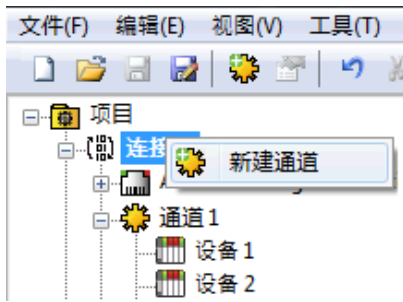 文件(F) 编辑(E) 视图(V) 工具(T)
项目
连接
新建通道
通道1
设备1
设备2